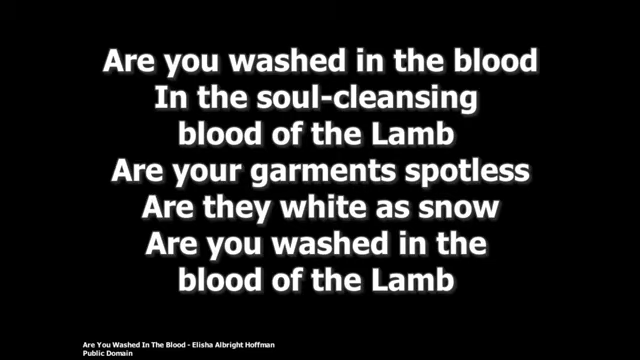 Are you washed in the blood
In the soul-cleansing
blood of the Lamb
Are your garments spotless
Are they white as snow
Are you washed in the
blood of the Lamb
Are You Washed In The Blood - Elisha Albright Hoffman
Public Domain